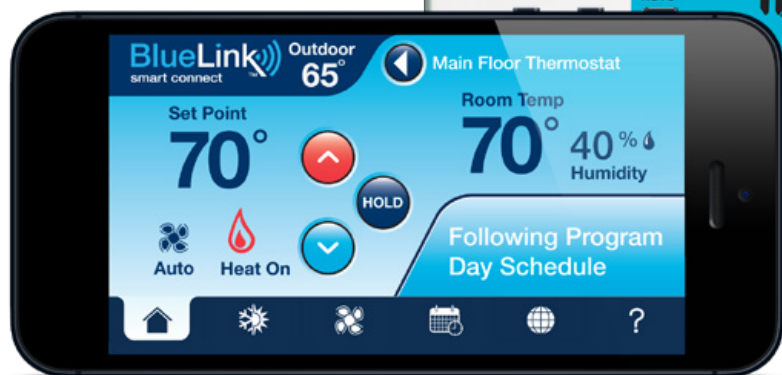 BlueLink™
smart connect
Outdoor
65°
Main Floor Thermostat
Set Point
70°
Room Temp
70°
40%
Humidity
HOLD
Auto
Heat On
Following Program
Day Schedule
?